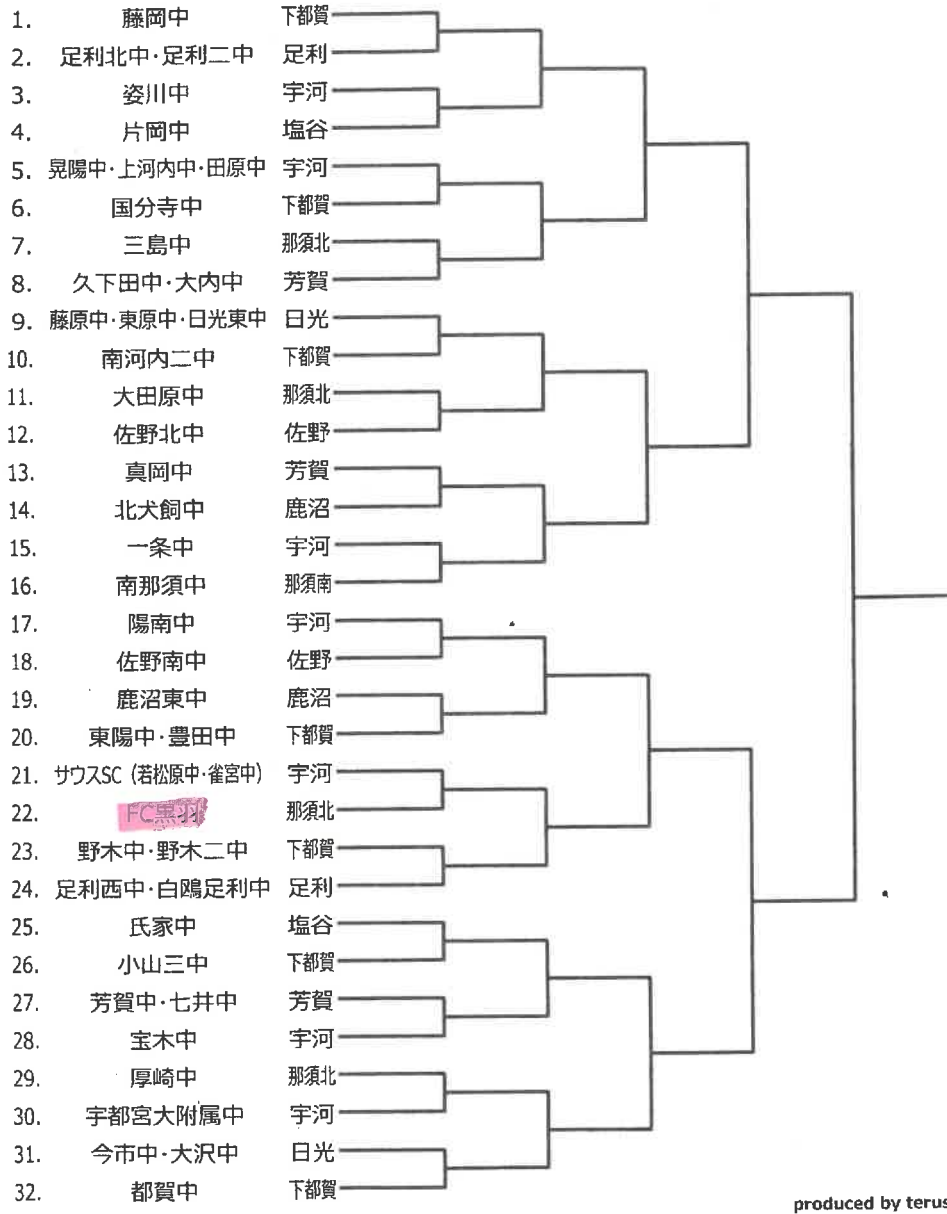 1. 藤岡中 下都賀
2. 足利北中・足利二中 足利
3. 姿川中 宇河
4. 片岡中 塩谷
5. 晃陽中・上河内中・田原中 宇河
6. 国分寺中 下都賀
7. 三島中 那須北
8. 久下田中・大内中 芳賀
9. 藤原中・東原中・日光東中 日光
10. 南河内二中 下都賀
11. 大田原中 那須北
12. 佐野北中 佐野
13. 真岡中 芳賀
14. 北犬飼中 鹿沼
15. 一条中 宇河
16. 南那須中 那須南
17. 陽南中 宇河
18. 佐野南中 佐野
19. 鹿沼東中 鹿沼
20. 東陽中・豊田中 下都賀
21. サウスSC (若松原中・雀宮中) 宇河
22. FC黒羽 那須北
23. 野木中・野木二中 下都賀
24. 足利西中・白鴎足利中 足利
25. 氏家中 塩谷
26. 小山三中 下都賀
27. 芳賀中・七井中 芳賀
28. 宝木中 宇河
29. 厚崎中 那須北
30. 宇都宮大附属中 宇河
31. 今市中・大沢中 日光
32. 都賀中 下都賀
produced by terus